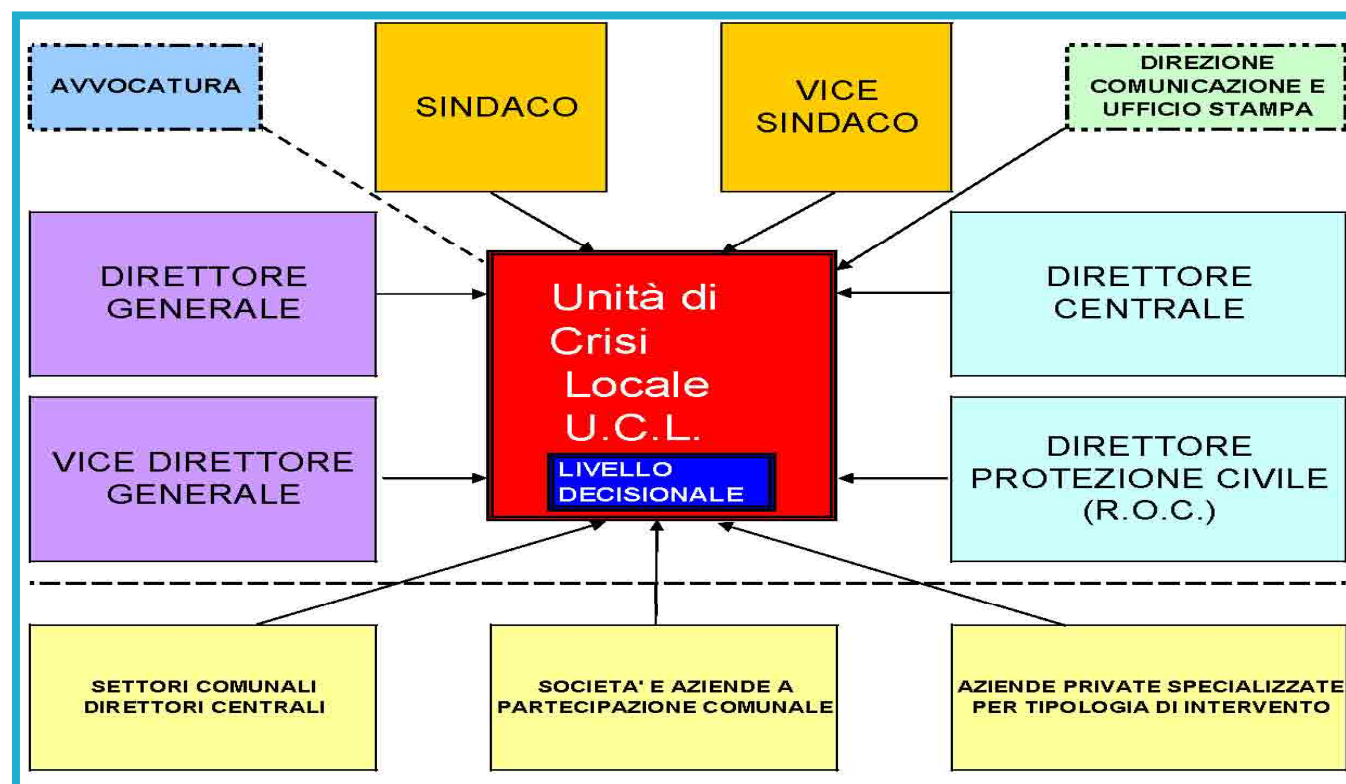 AVVOCATURA
SINDACO
VICE
SINDACO
DIREZIONE
COMUNICAZIONE E
UFFICIO STAMPA
DIRETTORE
GENERALE
Unità di
Crisi
Locale
U.C.L.
LIVELLO
DECISIONALE
DIRETTORE
CENTRALE
VICE DIRETTORE
GENERALE
DIRETTORE
PROTEZIONE CIVILE
(R.O.C.)
SETTORI COMUNALI
DIRETTORI CENTRALI
SOCIETA' E AZIENDE A
PARTECIPAZIONE COMUNALE
AZIENDE PRIVATE SPECIALIZZATE
PER TIPOLOGIA DI INTERVENTO